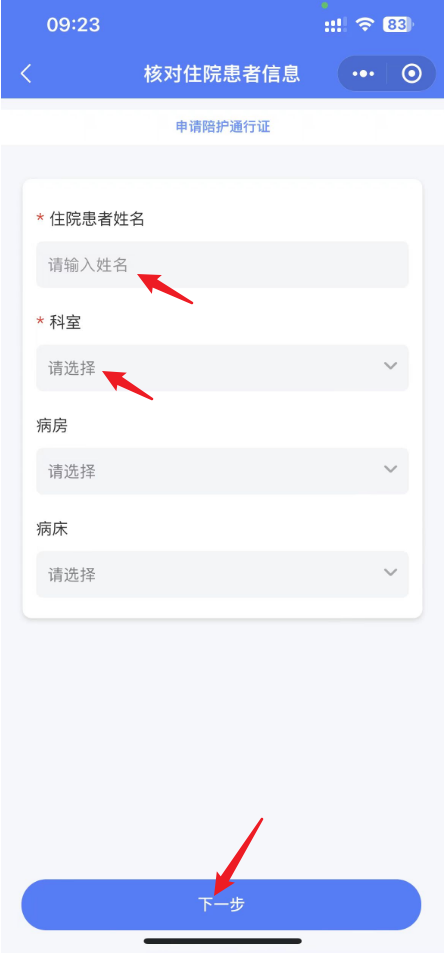 09:23
83
核对住院患者信息
申请陪护通行证
* 住院患者姓名
请输入姓名
* 科室
请选择
病房
请选择
病床
请选择
下一步